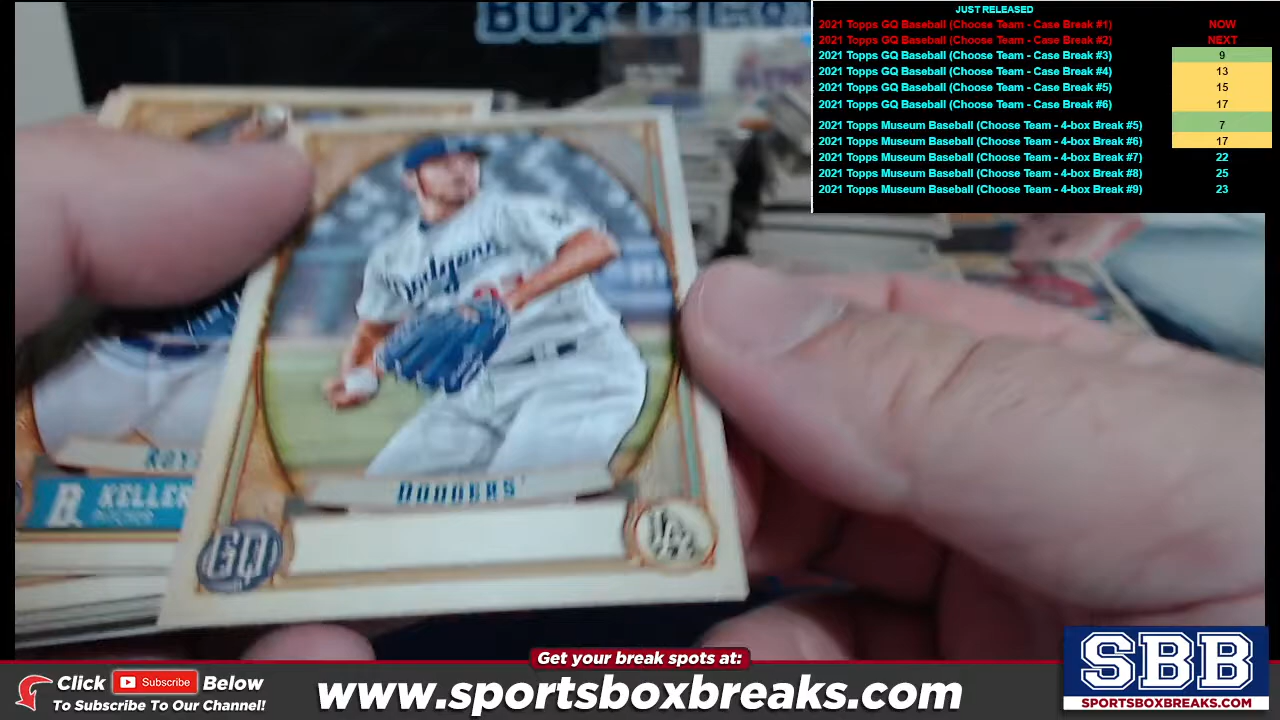 BOX BRE
JUST RELEASED
2021 Topps GQ Baseball (Choose Team - Case Break #1) NOW
2021 Topps GQ Baseball (Choose Team - Case Break #2) NEXT
2021 Topps GQ Baseball (Choose Team - Case Break #3) 9
2021 Topps GQ Baseball (Choose Team - Case Break #4) 13
2021 Topps GQ Baseball (Choose Team - Case Break #5) 15
2021 Topps GQ Baseball (Choose Team - Case Break #6) 17
2021 Topps Museum Baseball (Choose Team - 4-box Break #5) 7
2021 Topps Museum Baseball (Choose Team - 4-box Break #6) 17
2021 Topps Museum Baseball (Choose Team - 4-box Break #7) 22
2021 Topps Museum Baseball (Choose Team - 4-box Break #8) 25
2021 Topps Museum Baseball (Choose Team - 4-box Break #9) 23
Dodgers
DODGERS'
GQ
LA
ROY
B. KELLER
PITCHER
Get your break spots at:
www.sportsboxbreaks.com
Click Subscribe Below
To Subscribe To Our Channel!
SBB
SPORTSBOXBREAKS.COM